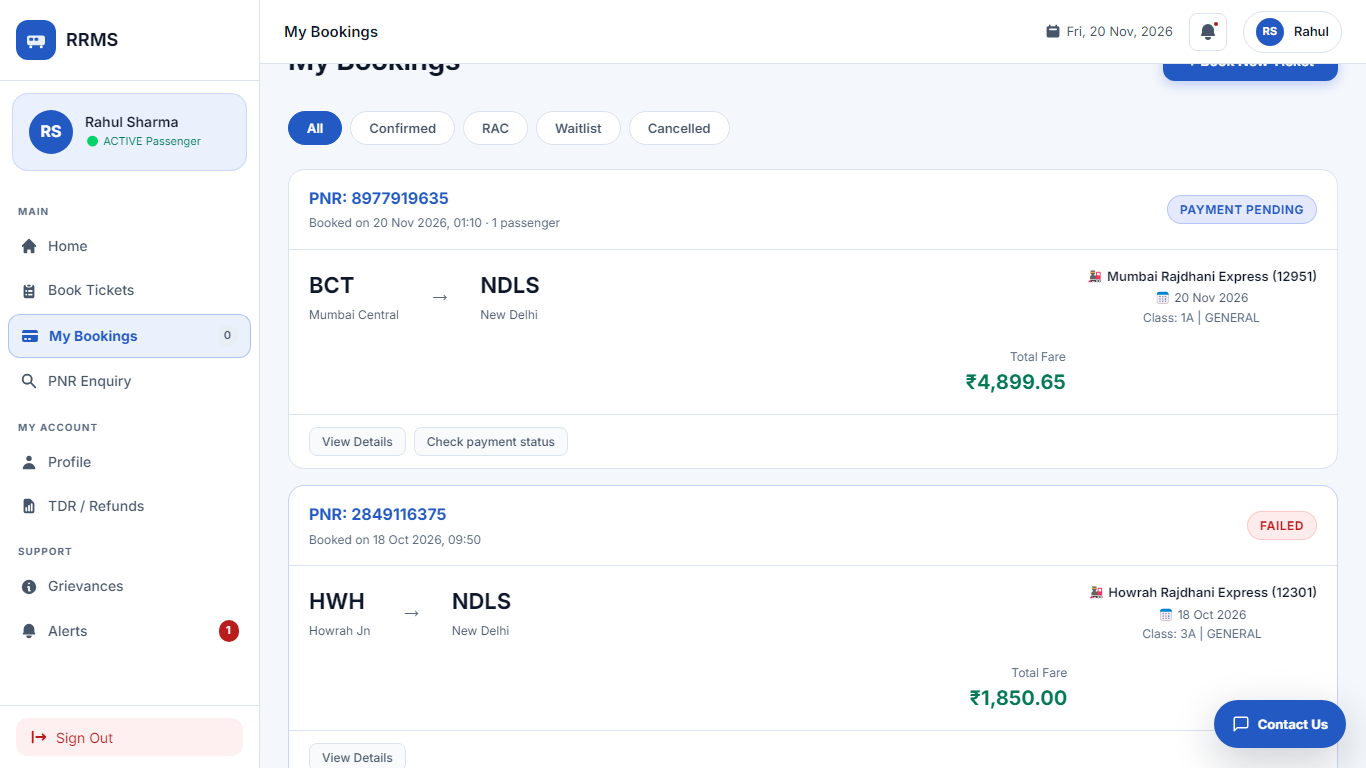 RRMS
My Bookings
Fri, 20 Nov, 2026
RS
Rahul
RS
Rahul Sharma
ACTIVE Passenger
MAIN
Home
Book Tickets
My Bookings 0
PNR Enquiry
MY ACCOUNT
Profile
TDR / Refunds
SUPPORT
Grievances
Alerts 1
Sign Out
My Bookings
+ Book New Ticket
All Confirmed RAC Waitlist Cancelled
PNR: 8977919635
Booked on 20 Nov 2026, 01:10 · 1 passenger
PAYMENT PENDING
BCT → NDLS
Mumbai Central New Delhi
Mumbai Rajdhani Express (12951)
20 Nov 2026
Class: 1A | GENERAL
Total Fare
₹4,899.65
View Details Check payment status
PNR: 2849116375
Booked on 18 Oct 2026, 09:50
FAILED
HWH → NDLS
Howrah Jn New Delhi
Howrah Rajdhani Express (12301)
18 Oct 2026
Class: 3A | GENERAL
Total Fare
₹1,850.00
View Details
Contact Us